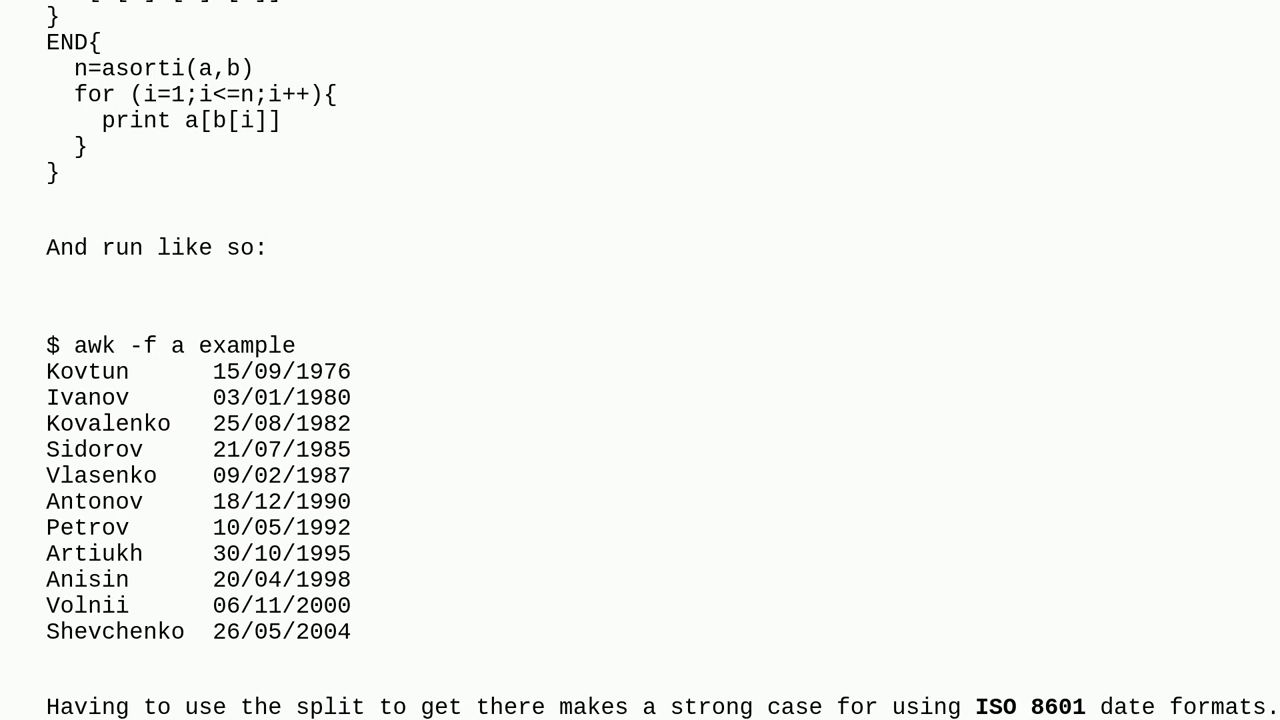 }
END{
  n=asorti(a,b)
  for (i=1;i<=n;i++){
    print a[b[i]]
  }
}
And run like so:
$ awk -f a example
Kovtun      15/09/1976
Ivanov      03/01/1980
Kovalenko   25/08/1982
Sidorov     21/07/1985
Vlasenko    09/02/1987
Antonov     18/12/1990
Petrov      10/05/1992
Artiukh     30/10/1995
Anisin      20/04/1998
Volnii      06/11/2000
Shevchenko  26/05/2004
Having to use the split to get there makes a strong case for using ISO 8601 date formats.